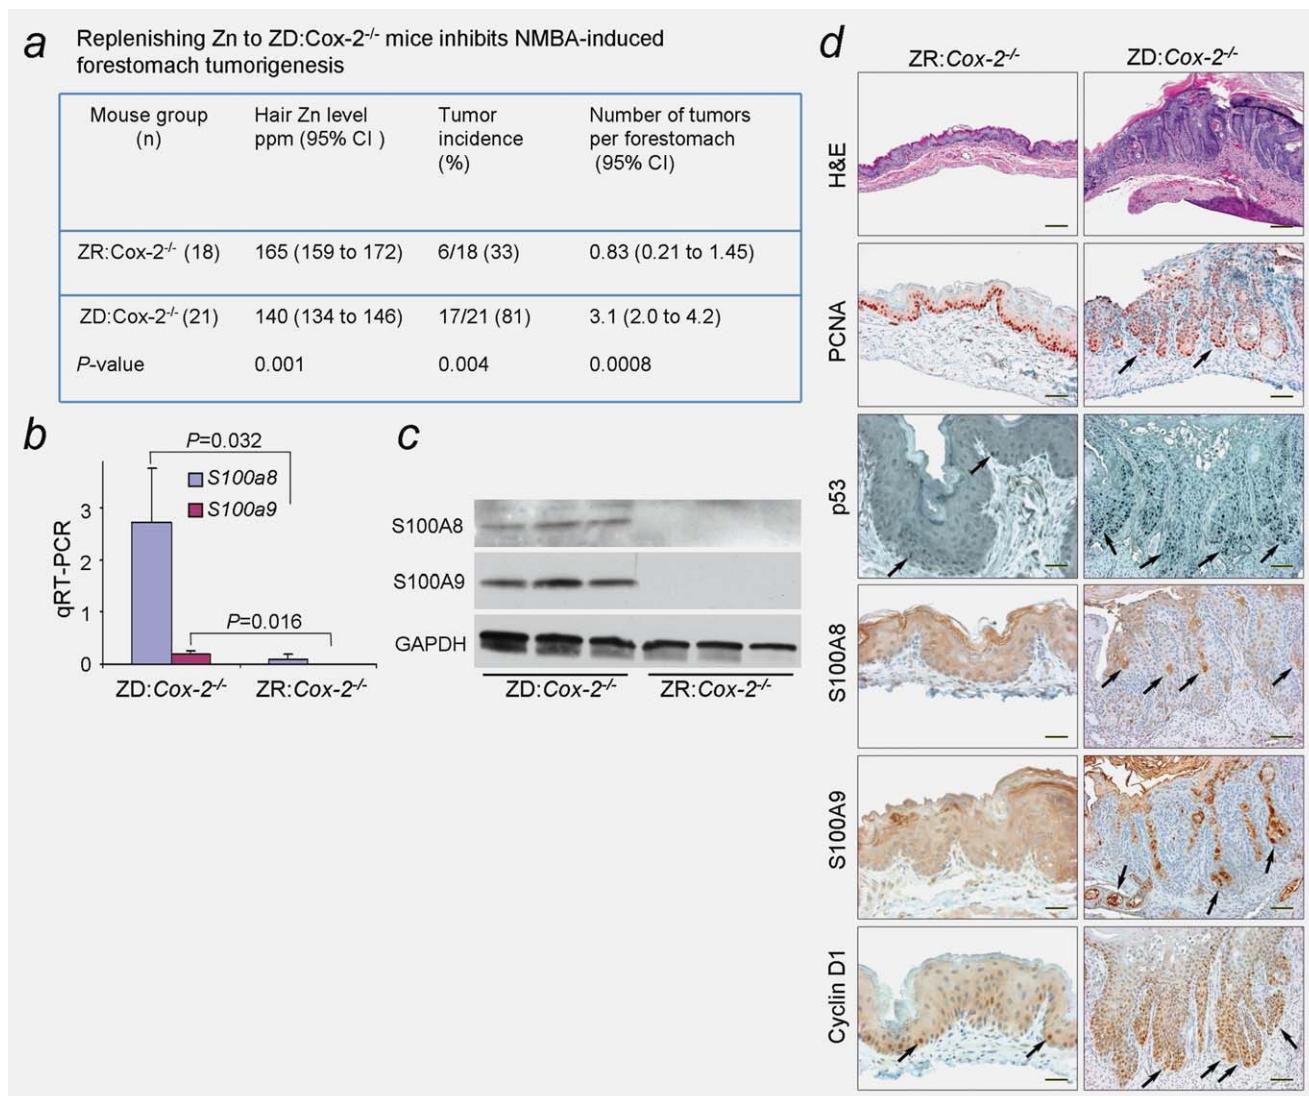 a
Replenishing Zn to ZD:Cox-2-/- mice inhibits NMBA-induced
forestomach tumorigenesis
Mouse group
(n)
Hair Zn level
ppm (95% CI )
Tumor
incidence
(%)
Number of tumors
per forestomach
(95% CI)
ZR:Cox-2-/- (18) 165 (159 to 172) 6/18 (33) 0.83 (0.21 to 1.45)
ZD:Cox-2-/- (21) 140 (134 to 146) 17/21 (81) 3.1 (2.0 to 4.2)
P-value 0.001 0.004 0.0008
b
P=0.032
S100a8
S100a9
qRT-PCR
3
2
1
0
P=0.016
ZD:Cox-2-/- ZR:Cox-2-/-
c
S100A8
S100A9
GAPDH
ZD:Cox-2-/- ZR:Cox-2-/-
d
ZR:Cox-2-/- ZD:Cox-2-/-
H&E
PCNA
p53
S100A8
S100A9
Cyclin D1